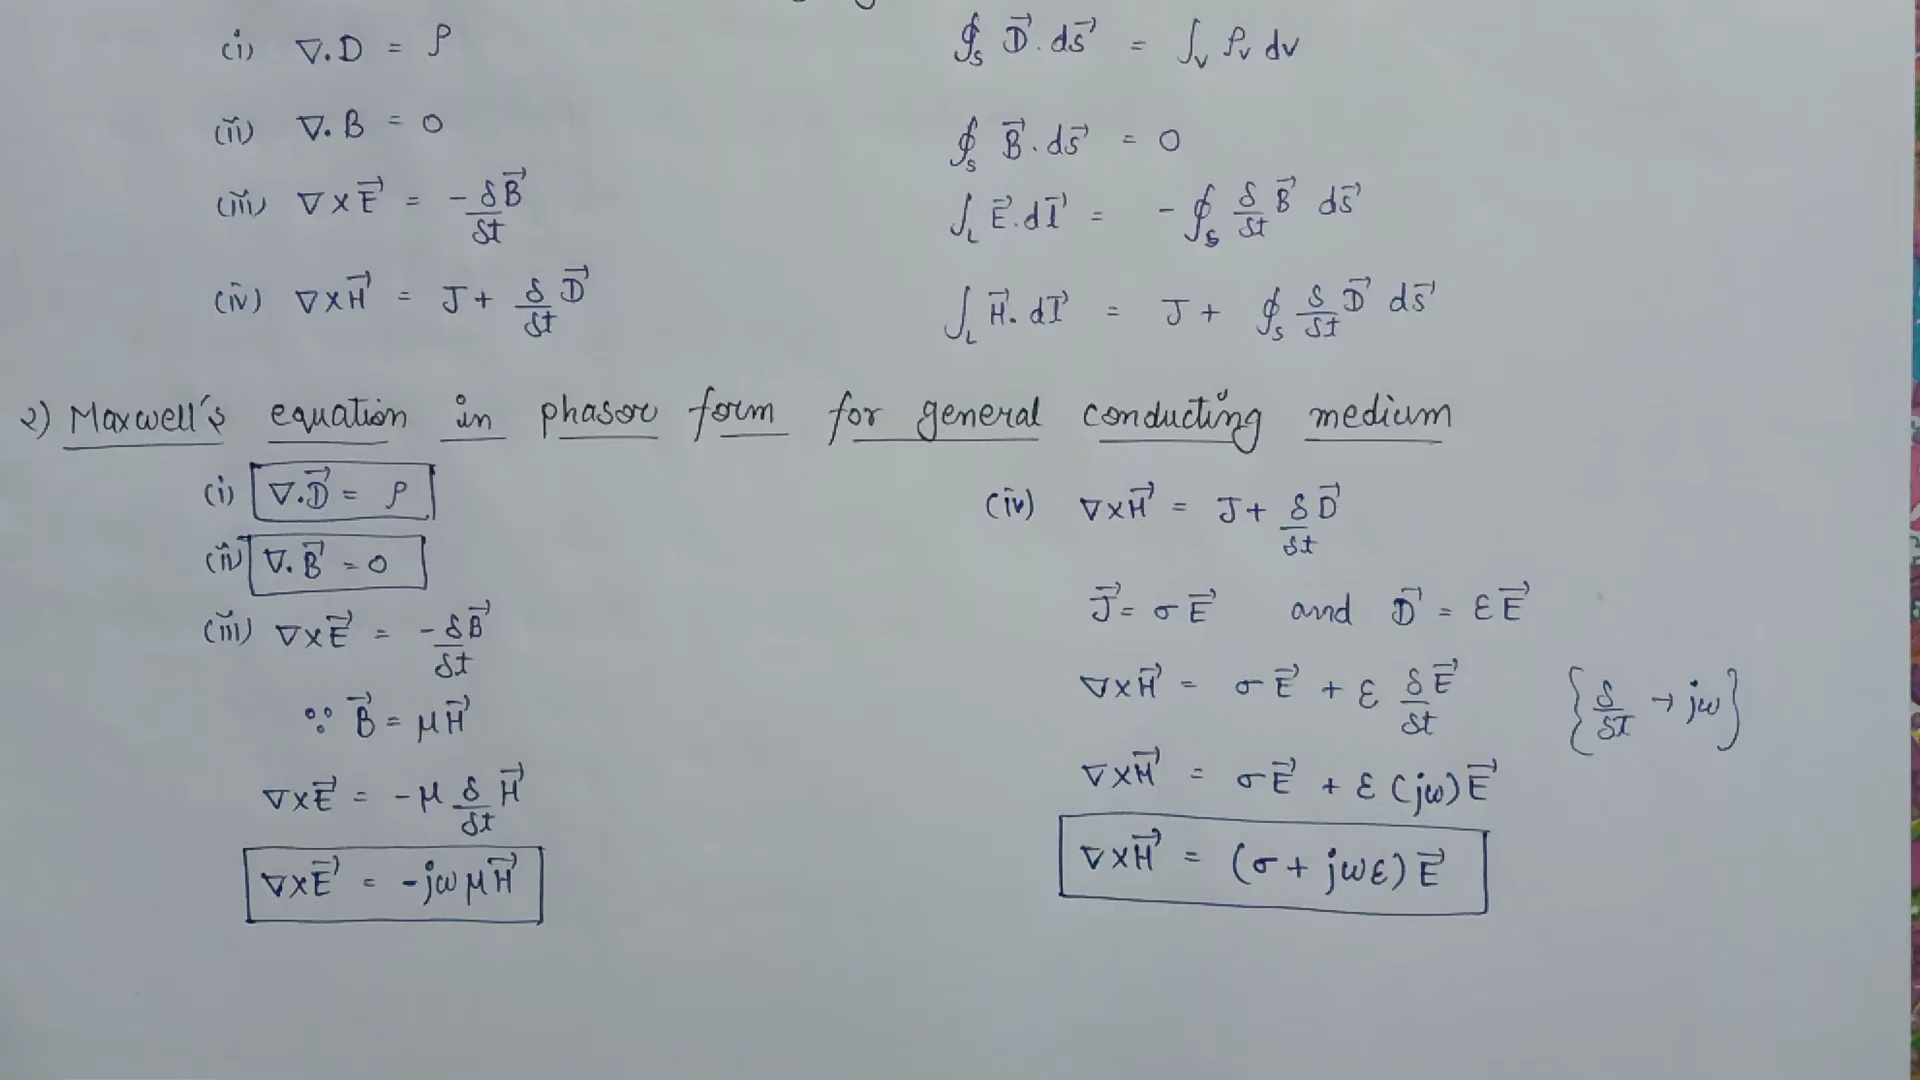 (i) ∇.D = ρ
∮s D⃗.ds⃗ = ∫v ρv dv
(ii) ∇.B = 0
∮s B⃗.ds⃗ = 0
(iii) ∇×E⃗ = -δB⃗/δt
∫L E⃗.dI⃗ = -∮s δ/δt B⃗ ds⃗
(iv) ∇×H⃗ = J + δ/δt D⃗
∫L H⃗.dI⃗ = J + ∮s δ/δt D⃗ ds⃗
2) Maxwell's equation in phasor form for general conducting medium
(i) ∇.D⃗ = ρ
(ii) ∇.B⃗ = 0
(iii) ∇×E⃗ = -δB⃗/δt
∵ B⃗ = μH⃗
∇×E⃗ = -μ δ/δt H⃗
∇×E⃗ = -jωμH⃗
(iv) ∇×H⃗ = J + δD⃗/δt
J⃗ = σE⃗ and D⃗ = εE⃗
∇×H⃗ = σE⃗ + ε δE⃗/δt {δ/δt → jω}
∇×H⃗ = σE⃗ + ε(jω)E⃗
∇×H⃗ = (σ + jωε)E⃗